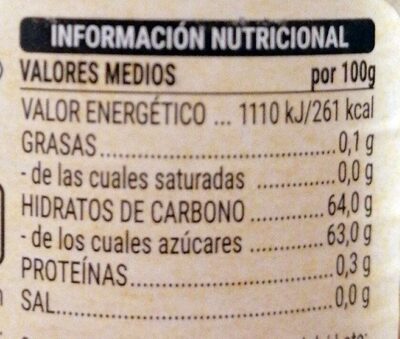 INFORMACIÓN NUTRICIONAL
VALORES MEDIOS por 100g
VALOR ENERGÉTICO ... 1110 kJ/261 kcal
GRASAS....................................0,1 g
- de las cuales saturadas ............0,0 g
HIDRATOS DE CARBONO ............64,0 g
- de los cuales azúcares............63,0 g
PROTEÍNAS..............................0,3 g
SAL..........................................0,0 g